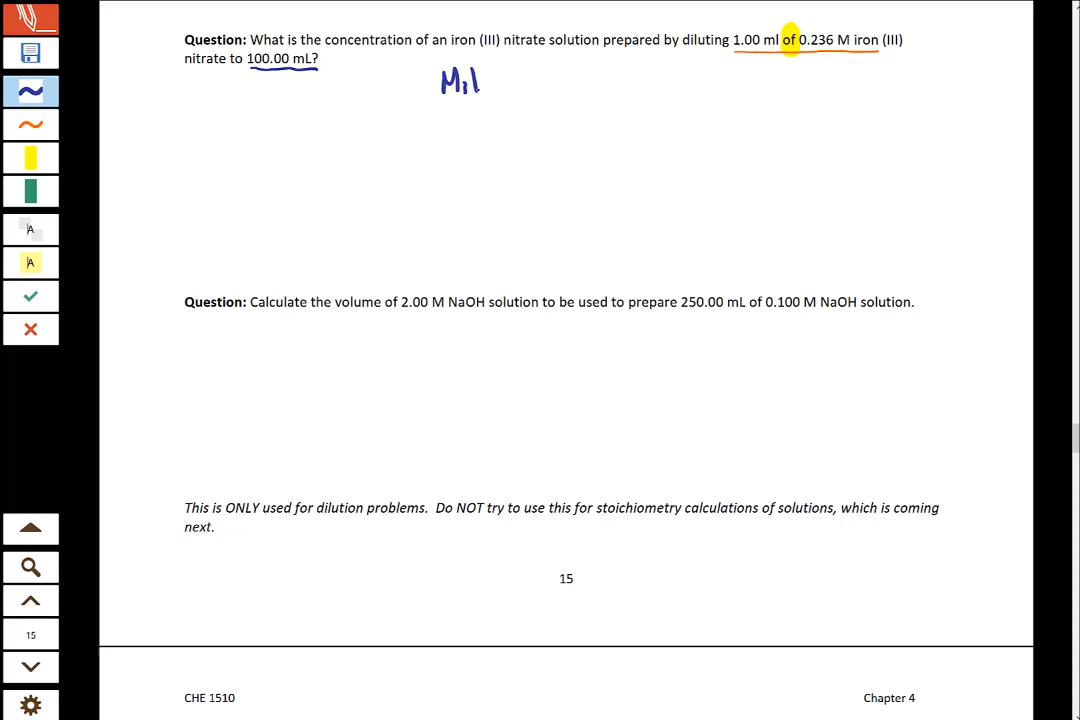 Question: What is the concentration of an iron (III) nitrate solution prepared by diluting 1.00 ml of 0.236 M iron (III)
nitrate to 100.00 mL?
M₁l
A
A
Question: Calculate the volume of 2.00 M NaOH solution to be used to prepare 250.00 mL of 0.100 M NaOH solution.
This is ONLY used for dilution problems. Do NOT try to use this for stoichiometry calculations of solutions, which is coming
next.
15
15
CHE 1510
Chapter 4